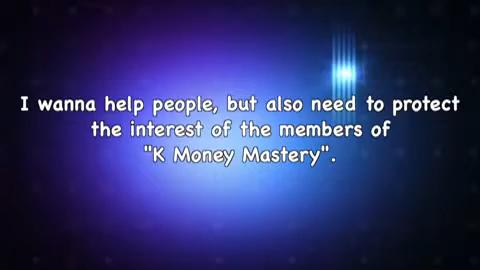 I wanna help people, but also need to protect
the interest of the members of
"K Money Mastery".